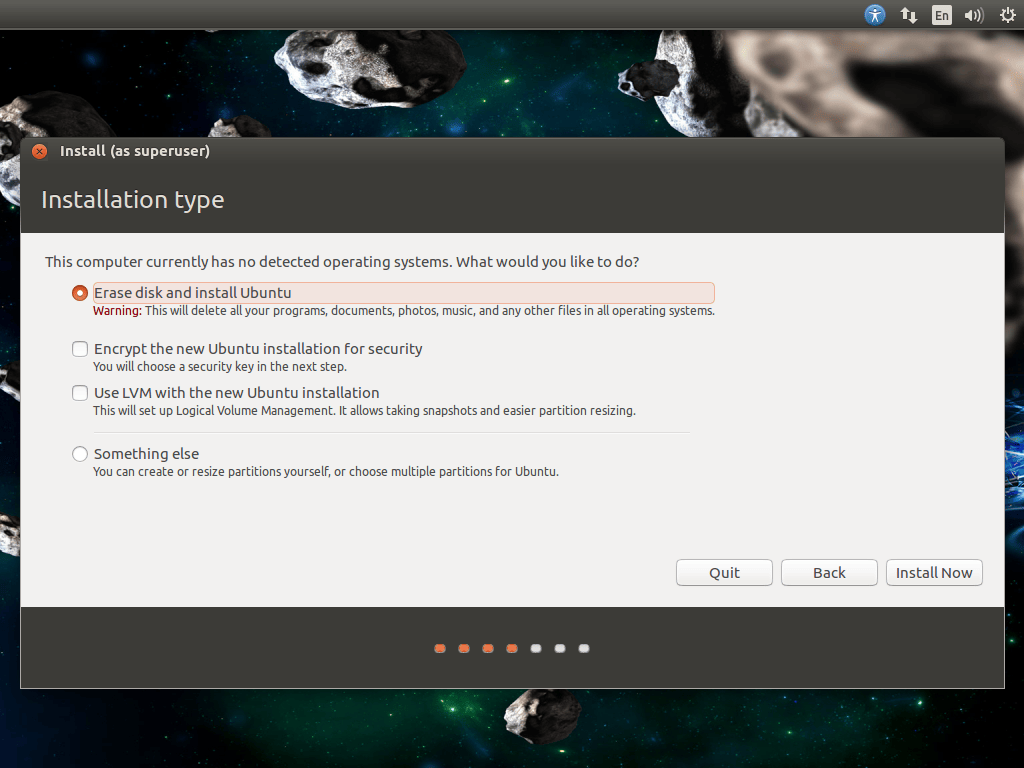 En
Install (as superuser)
Installation type
This computer currently has no detected operating systems. What would you like to do?
Erase disk and install Ubuntu
Warning: This will delete all your programs, documents, photos, music, and any other files in all operating systems.
Encrypt the new Ubuntu installation for security
You will choose a security key in the next step.
Use LVM with the new Ubuntu installation
This will set up Logical Volume Management. It allows taking snapshots and easier partition resizing.
Something else
You can create or resize partitions yourself, or choose multiple partitions for Ubuntu.
Quit Back Install Now